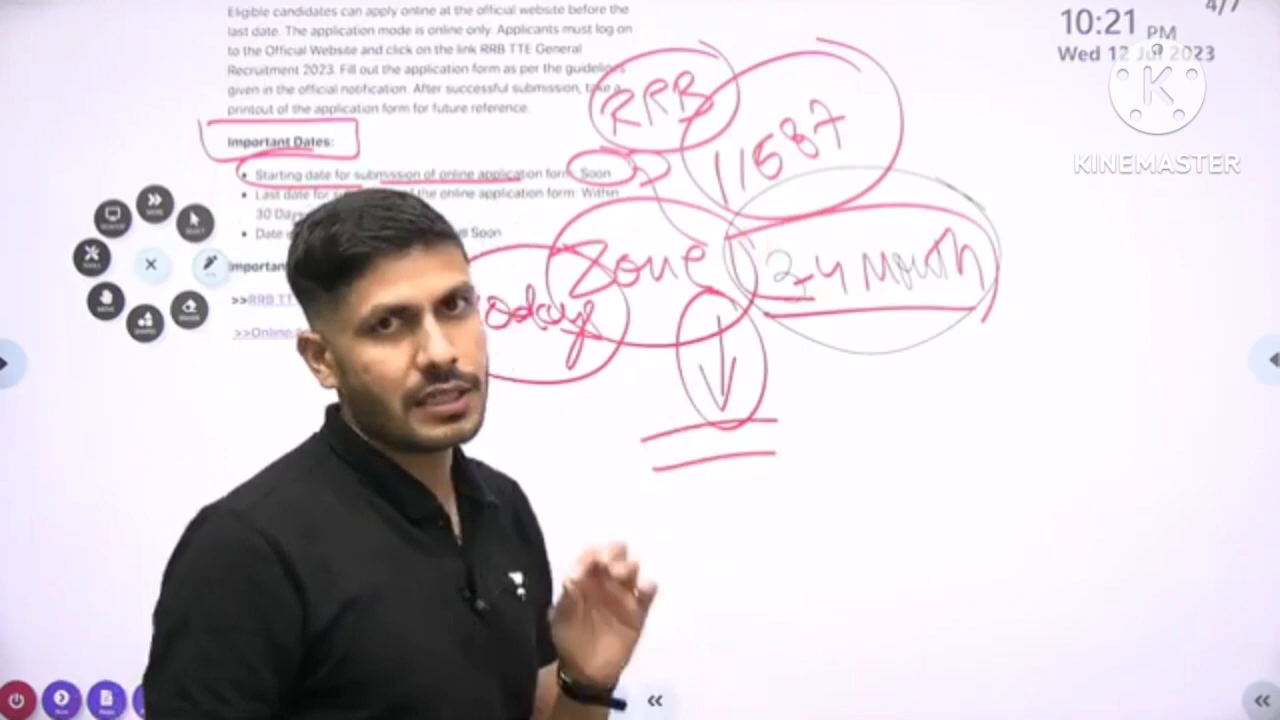 Eligible candidates can apply online at the official website before the
last date. The application mode is online only. Applicants must log on
to the Official Website and click on the link RRB TTE General
Recruitment 2023. Fill out the application form as per the guidelines
given in the official notification. After successful submission, take a
printout of the application form for future reference.
Important Dates:
Starting date for submission of online application form: Soon
Last date for the online application form: Within
30 Days
Date Soon
>>RRB TT
>>Online
RRB
11587
Zone
oday
Month
10:21 PM
Wed 12 Jul 2023
4/7
K
KINEMASTER